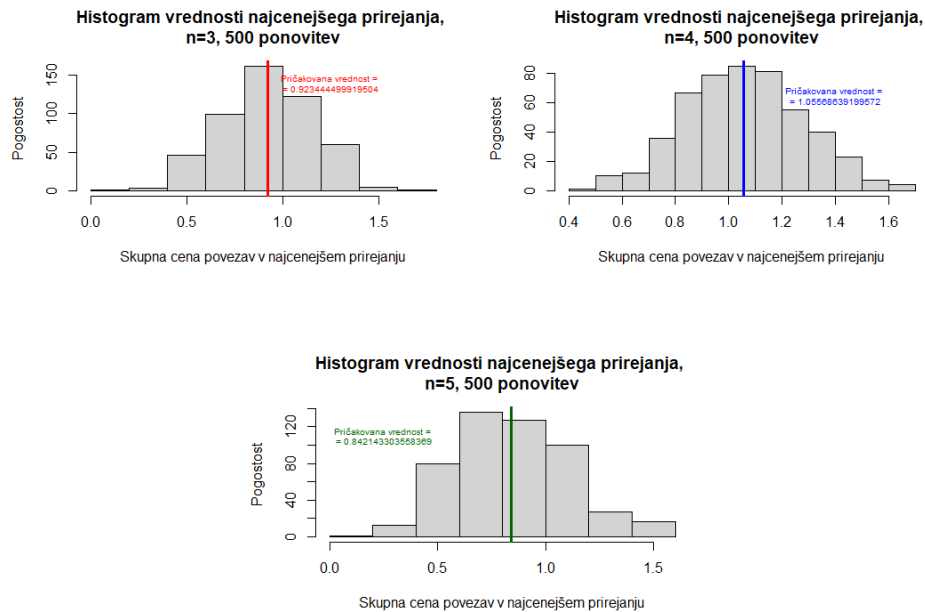 Histogram vrednosti najcenejšega prirejanja,
n=3, 500 ponovitev
Pogostost
150
100
50
0
Pričakovana vrednost =
= 0.923444499919504
0.0 0.5 1.0 1.5
Skupna cena povezav v najcenejšem prirejanju
Histogram vrednosti najcenejšega prirejanja,
n=4, 500 ponovitev
Pogostost
80
60
40
20
0
Pričakovana vrednost =
= 1.05568639199572
0.4 0.6 0.8 1.0 1.2 1.4 1.6
Skupna cena povezav v najcenejšem prirejanju
Histogram vrednosti najcenejšega prirejanja,
n=5, 500 ponovitev
Pogostost
120
80
40
0
Pričakovana vrednost =
= 0.842143303558369
0.0 0.5 1.0 1.5
Skupna cena povezav v najcenejšem prirejanju